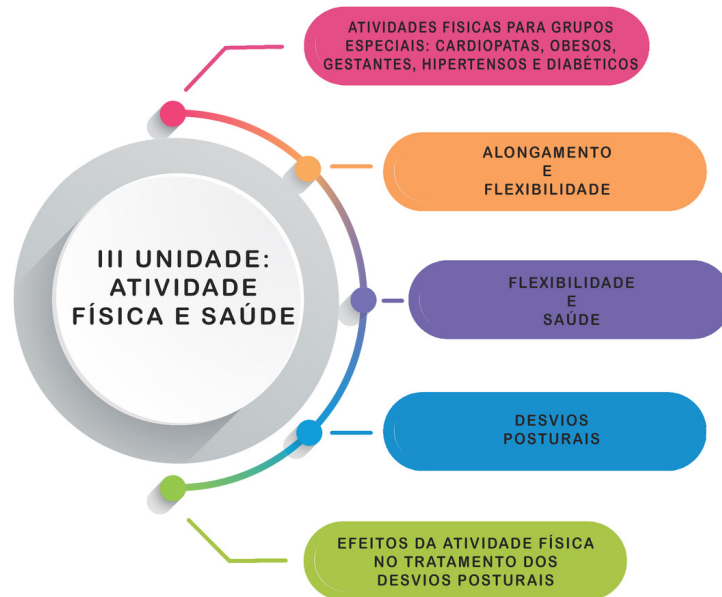 ATIVIDADES FISICAS PARA GRUPOS
ESPECIAIS: CARDIOPATAS, OBESOS,
GESTANTES, HIPERTENSOS E DIABÉTICOS
ALONGAMENTO
E
FLEXIBILIDADE
III UNIDADE:
ATIVIDADE
FÍSICA E SAÚDE
FLEXIBILIDADE
E
SAÚDE
DESVIOS
POSTURAIS
EFEITOS DA ATIVIDADE FÍSICA
NO TRATAMENTO DOS
DESVIOS POSTURAIS